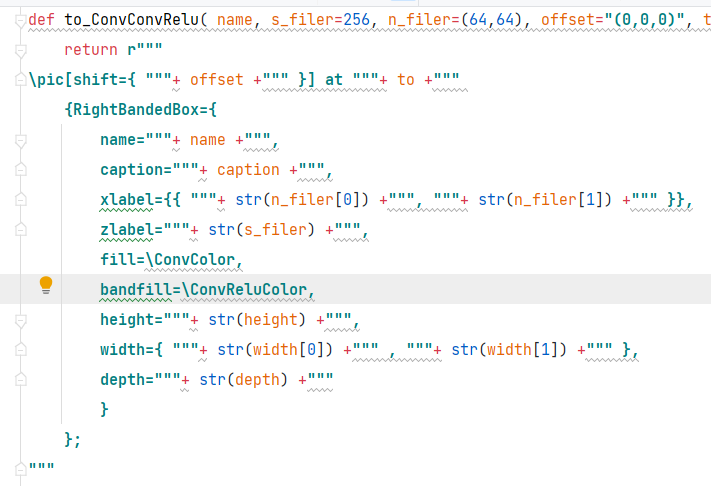 def to_ConvConvRelu( name, s_filer=256, n_filer=(64,64), offset="(0,0,0)", t
    return r"""
\pic[shift={ """+ offset +""" }] at """+ to +"""
    {RightBandedBox={
        name="""+ name +""",
        caption="""+ caption +""",
        xlabel={{ """+ str(n_filer[0]) +""", """+ str(n_filer[1]) +""" }},
        zlabel="""+ str(s_filer) +""",
        fill=\ConvColor,
        bandfill=\ConvReluColor,
        height="""+ str(height) +""",
        width={ """+ str(width[0]) +""" , """+ str(width[1]) +""" },
        depth="""+ str(depth) +"""
        }
    };
"""